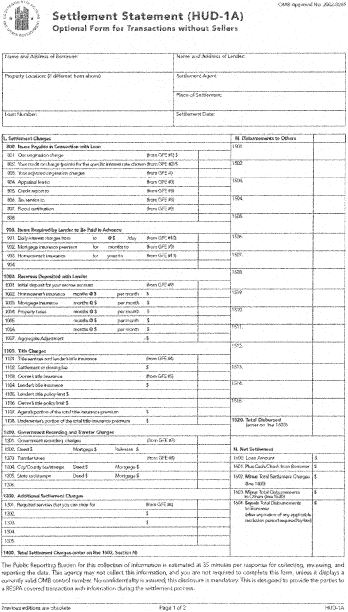 OMB Approval No. 2502-0265
Settlement Statement (HUD-1A)
Optional Form for Transactions without Sellers
Name and Address of Borrower:
Name and Address of Lender:
Property Location: (if different from above)
Settlement Agent:
Place of Settlement:
Loan Number:
Settlement Date:
L. Settlement Charges
M. Disbursements to Others
800. Items Payable in Connection with Loan
1501.
801. Our origination charge (from GFE #1) $
802. Your credit or charge (points) for the specific interest rate chosen (from GFE #2) $
1502.
803. Your adjusted origination charges (from GFE A)
804. Appraisal fee to (from GFE #3)
1503.
805. Credit report to (from GFE #3)
806. Tax service to (from GFE #3)
1504.
807. Flood certification (from GFE #3)
808.
1505.
900. Items Required by Lender to Be Paid in Advance
901. Daily interest charges from to @ $ /day (from GFE #10)
1506.
902. Mortgage insurance premium for months to (from GFE #3)
903. Homeowner's insurance for years to (from GFE #11)
1507.
904.
1000. Reserves Deposited with Lender
1508.
1001. Initial deposit for your escrow account (from GFE #9)
1002. Homeowner's insurance months @ $ per month $
1509.
1003. Mortgage insurance months @ $ per month $
1004. Property taxes months @ $ per month $
1510.
1005. months @ $ per month $
1006. months @ $ per month $
1511.
1007. Aggregate Adjustment -$
1512.
1100. Title Charges
1101. Title services and lender's title insurance (from GFE #4)
1513.
1102. Settlement or closing fee $
1103. Owner's title insurance (from GFE #5)
1104. Lender's title insurance $
1514.
1105. Lender's title policy limit $
1106. Owner's title policy limit $
1107. Agent's portion of the total title insurance premium $
1108. Underwriter's portion of the total title insurance premium $
1520. Total Disbursed
(enter on line 1603)
1200. Government Recording and Transfer Charges
1201. Government recording charges (from GFE #7)
1202. Deed $ Mortgage $ Releases $
N. Net Settlement
1203. Transfer taxes (from GFE #8)
1600. Loan Amount $
1204. City/County tax/stamps Deed $ Mortgage $
1601. Plus Cash/Check from Borrower $
1205. State tax/stamps Deed $ Mortgage $
1602. Minus Total Settlement Charges
(line 1400) $
1206.
1300. Additional Settlement Charges
1603. Minus Total Disbursements
to Others (line 1520) $
1301. Required services that you can shop for (from GFE #6)
1604. Equals Total Disbursements
to Borrower
(after expiration of any applicable
rescission period required by law) $
1302. $
1303. $
1304.
1305.
1400. Total Settlement Charges (enter on line 1602, Section N)
The Public Reporting Burden for this collection of information is estimated at 35 minutes per response for collecting, reviewing, and
reporting the data. This agency may not collect this information, and you are not required to complete this form, unless it displays a
currently valid OMB control number. No confidentiality is assured; this disclosure is mandatory. This is designed to provide the parties to
a RESPA covered transaction with information during the settlement process.
Previous editions are obsolete
Page 1 of 2
HUD-1A